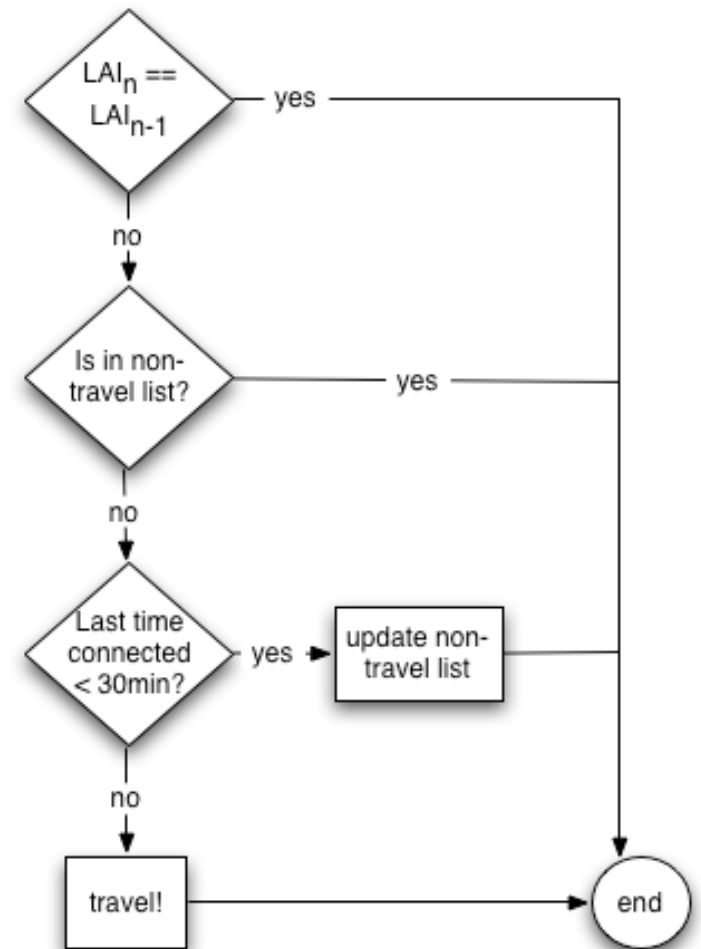 LAIn ==
LAIn-1
yes
no
Is in non-
travel list?
yes
no
Last time
connected
< 30min?
yes
update non-
travel list
no
travel!
end